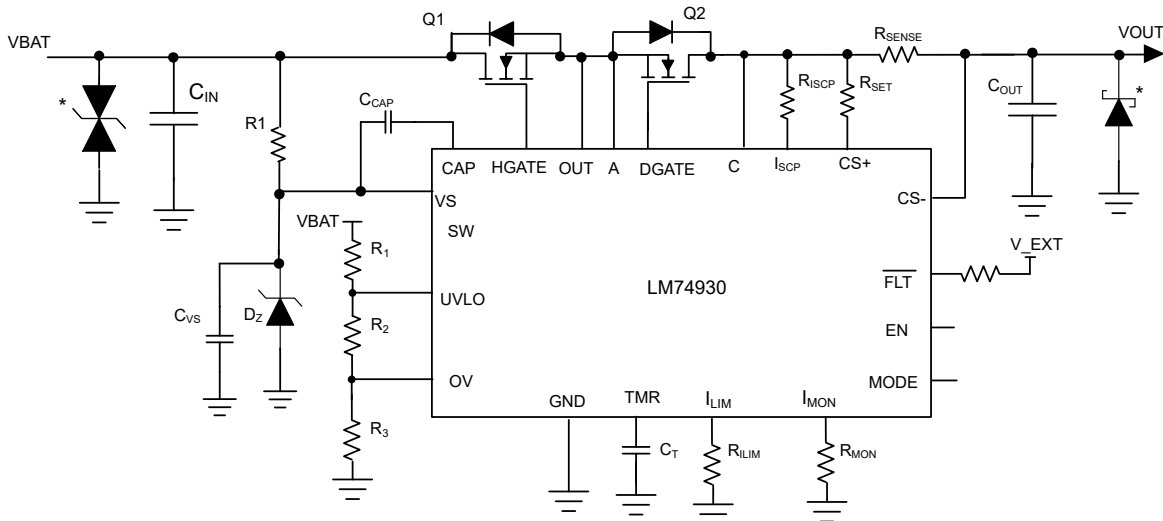 Q1
Q2
VBAT
RSENSE
VOUT
*
CIN
CCAP
RISCP
RSET
COUT
*
R1
CAP
HGATE
OUT
A
DGATE
C
ISCP
CS+
VS
CS-
VBAT
SW
R1
V_EXT
LM74930
FLT
UVLO
CVS
DZ
R2
EN
OV
MODE
GND
TMR
ILIM
IMON
R3
CT
RILIM
RMON